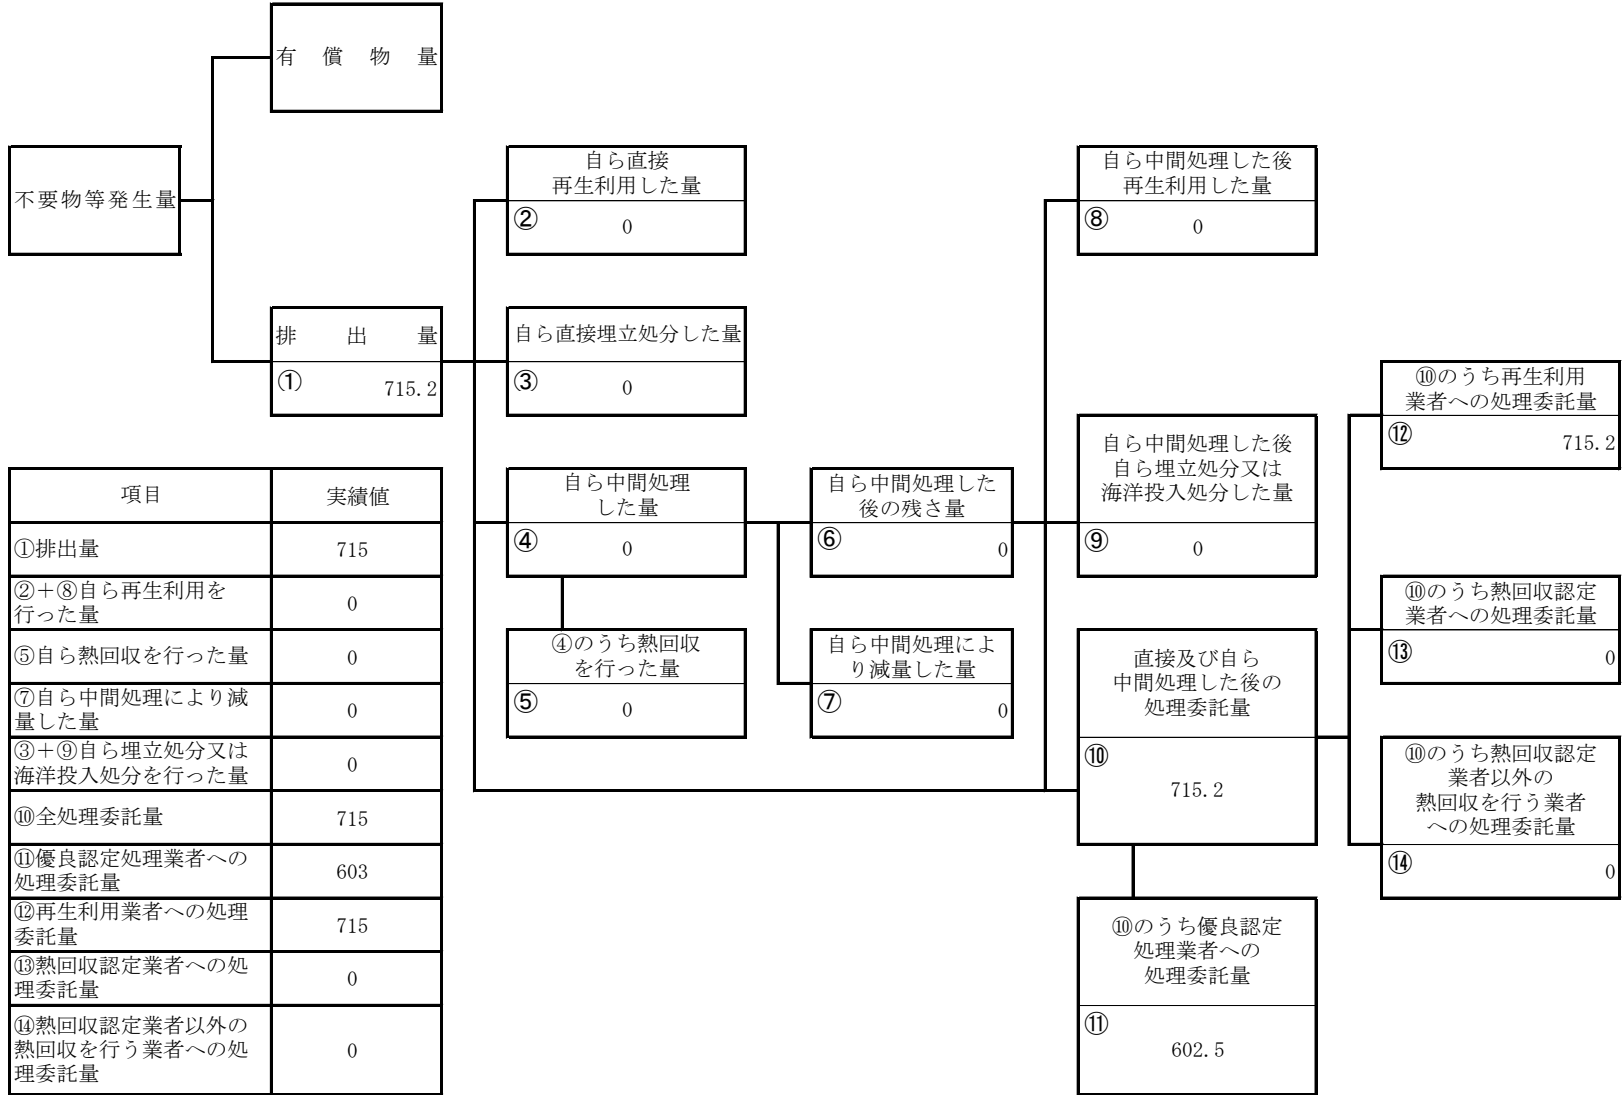 有償物量
不要物等発生量
排出量
①
715.2
自ら直接
再生利用した量
②
0
自ら直接埋立処分した量
③
0
自ら中間処理
した量
④
0
④のうち熱回収
を行った量
⑤
0
自ら中間処理した
後の残さ量
⑥
0
自ら中間処理によ
り減量した量
⑦
0
自ら中間処理した後
再生利用した量
⑧
0
自ら中間処理した後
自ら埋立処分又は
海洋投入処分した量
⑨
0
直接及び自ら
中間処理した後の
処理委託量
⑩
715.2
⑩のうち優良認定
処理業者への
処理委託量
⑪
602.5
⑩のうち再生利用
業者への処理委託量
⑫
715.2
⑩のうち熱回収認定
業者への処理委託量
⑬
0
⑩のうち熱回収認定
業者以外の
熱回収を行う業者
への処理委託量
⑭
0
項目 実績値
①排出量 715
②+⑧自ら再生利用を
行った量 0
⑤自ら熱回収を行った量 0
⑦自ら中間処理により減
量した量 0
③+⑨自ら埋立処分又は
海洋投入処分を行った量 0
⑩全処理委託量 715
⑪優良認定処理業者への
処理委託量 603
⑫再生利用業者への処理
委託量 715
⑬熱回収認定業者への処
理委託量 0
⑭熱回収認定業者以外の
熱回収を行う業者への処
理委託量 0